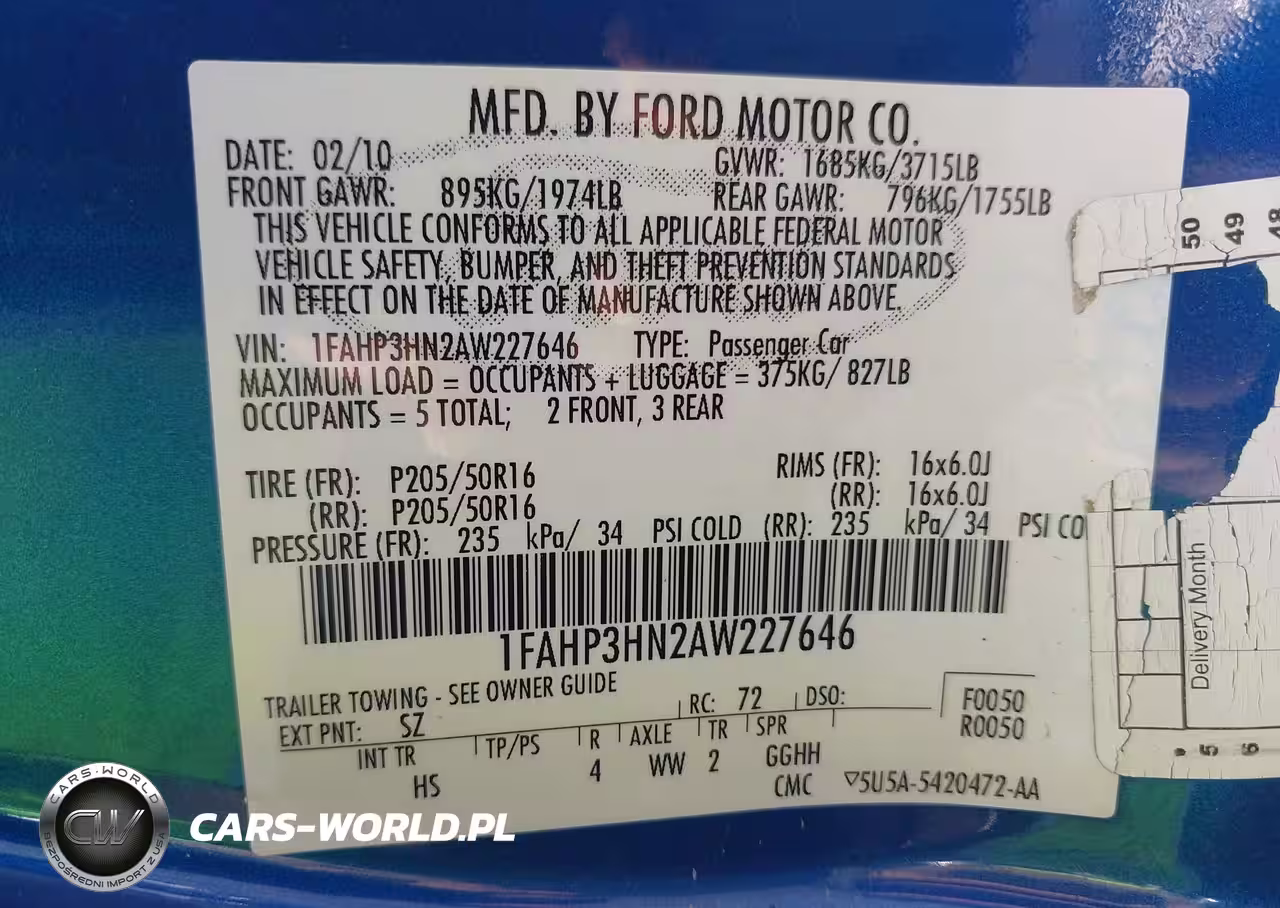 MFD. BY FORD MOTOR CO.
DATE: 02/10 GVWR: 1685KG/3715LB
FRONT GAWR: 895KG/1974LB REAR GAWR: 796KG/1755LB
THIS VEHICLE CONFORMS TO ALL APPLICABLE FEDERAL MOTOR
VEHICLE SAFETY, BUMPER, AND THEFT PREVENTION STANDARDS
IN EFFECT ON THE DATE OF MANUFACTURE SHOWN ABOVE.
VIN: 1FAHP3HN2AW227646 TYPE: Passenger Car
MAXIMUM LOAD = OCCUPANTS + LUGGAGE = 375KG/ 827LB
OCCUPANTS = 5 TOTAL; 2 FRONT, 3 REAR
TIRE (FR): P205/50R16 RIMS (FR): 16x6.0J
(RR): P205/50R16 (RR): 16x6.0J
PRESSURE (FR): 235 kPa/ 34 PSI COLD (RR): 235 kPa/ 34 PSI CO
1FAHP3HN2AW227646
TRAILER TOWING - SEE OWNER GUIDE
RC: 72 DSO: F0050
EXT PNT: SZ R0050
INT TR TP/PS R AXLE TR SPR
HS 4 WW 2 GGHH
CMC ▽5U5A-5420472-AA
50 49 48
Delivery Month
5 6
CARS-WORLD
CW
BEZPOŚREDNI IMPORT Z USA
CARS-WORLD.PL